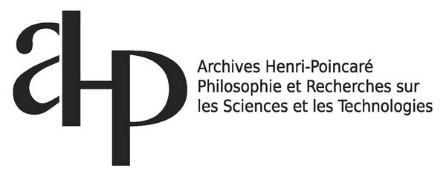 aHp
Archives Henri-Poincaré
Philosophie et Recherches sur
les Sciences et les Technologies